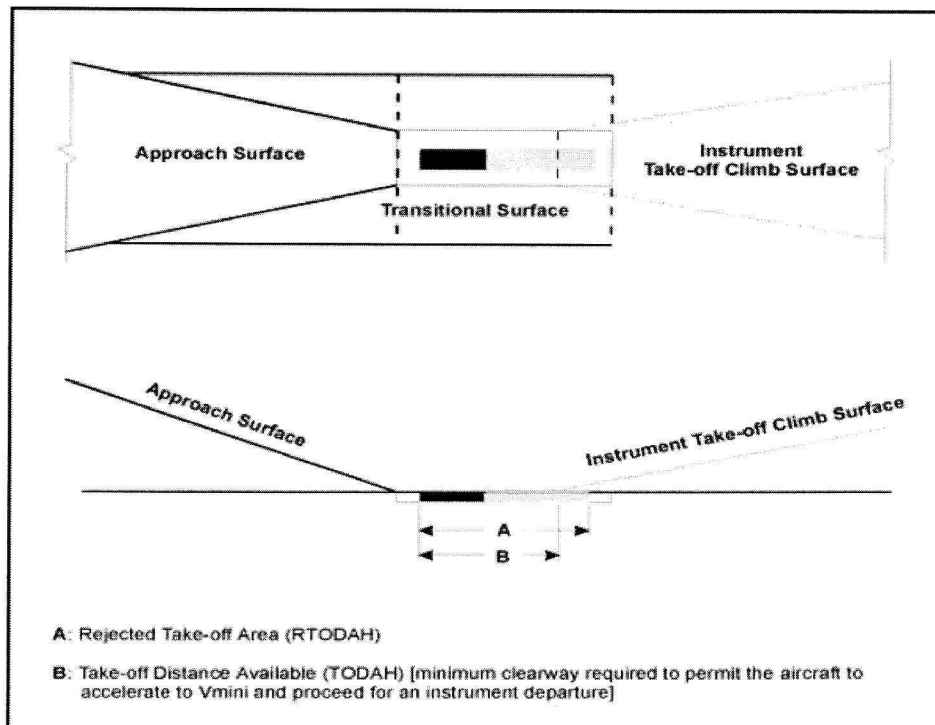 Approach Surface
Instrument
Take-off Climb Surface
Transitional Surface
Approach Surface
Instrument Take-off Climb Surface
A
B
A: Rejected Take-off Area (RTODAH)
B: Take-off Distance Available (TODAH) [minimum clearway required to permit the aircraft to
accelerate to Vmini and proceed for an instrument departure]